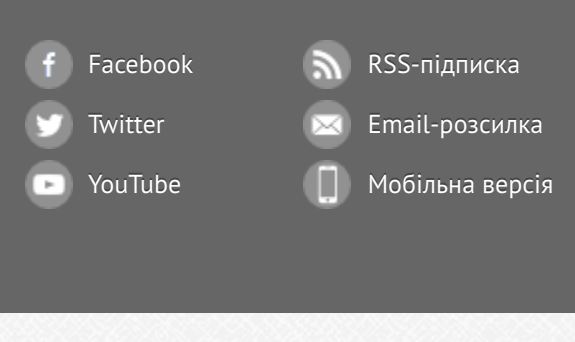 Facebook
Twitter
YouTube
RSS-підписка
Email-розсилка
Мобільна версія